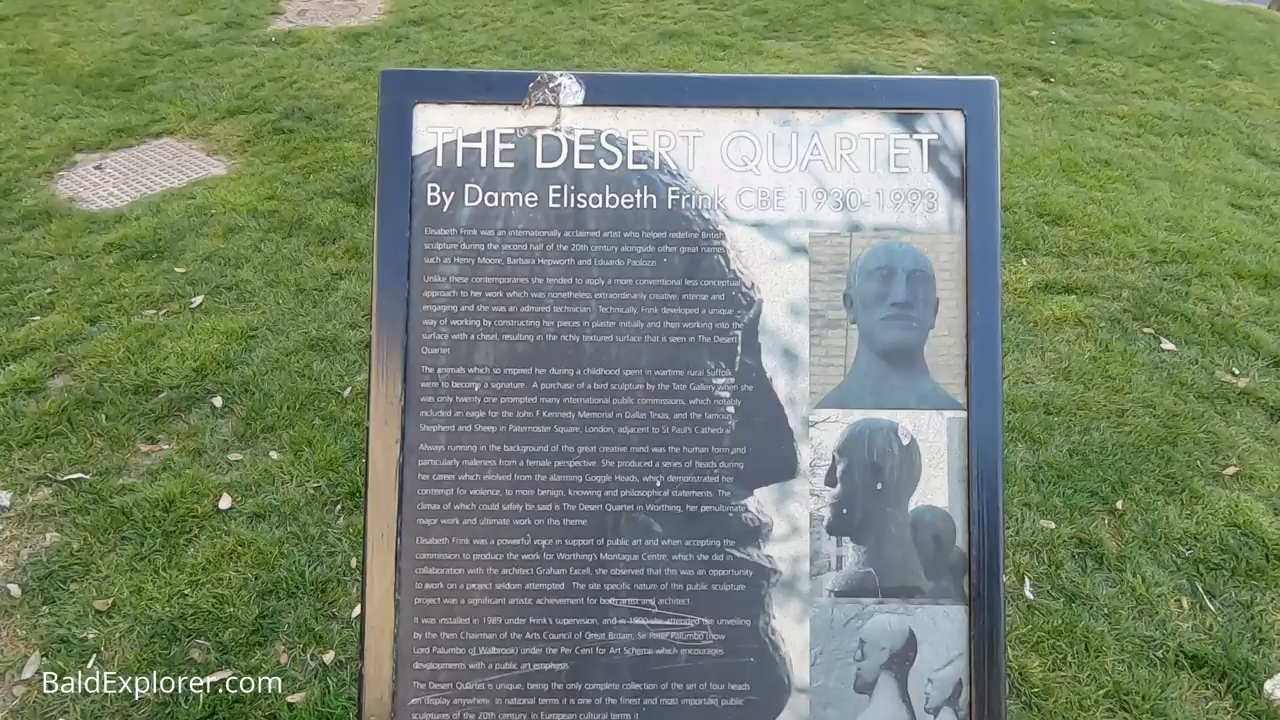 THE DESERT QUARTET
By Dame Elisabeth Frink CBE 1930-1993
Elisabeth Frink was an internationally acclaimed artist who helped redefine British
sculpture during the second half of the 20th century alongside other great names
such as Henry Moore, Barbara Hepworth and Eduardo Paolozzi
Unlike these contemporaries she tended to apply a more conventional less conceptual
approach to her work which was nonetheless extraordinarily creative, intense and
engaging and she was an admired technician. Technically, Frink developed a unique
way of working by constructing her pieces in plaster initially and then working into the
surface with a chisel, resulting in the richly textured surface that is seen in The Desert
Quartet
The animals which so inspired her during a childhood spent in wartime rural Suffolk
were to become a signature. A purchase of a bird sculpture by the Tate Gallery when she
was only twenty one prompted many international public commissions, which notably
included an eagle for the John F Kennedy Memorial in Dallas Texas, and the famous
Shepherd and Sheep in Paternoster Square, London, adjacent to St Paul's Cathedral
Always running in the background of this great creative mind was the human form and
particularly maleness from a female perspective. She produced a series of heads during
her career which evolved from the alarming Goggle Heads, which demonstrated her
contempt for violence, to more benign, knowing and philosophical statements. The
climax of which could safely be said is The Desert Quartet in Worthing, her penultimate
major work and ultimate work on this theme
Elisabeth Frink was a powerful voice in support of public art and when accepting the
commission to produce the work for Worthing's Montague Centre, which she did in
collaboration with the architect Graham Excell, she observed that this was an opportunity
to work on a project seldom attempted. The site specific nature of this public sculpture
project was a significant artistic achievement for both artist and architect
It was installed in 1989 under Frink's supervision, and in 1990 she attended the unveiling
by the then Chairman of the Arts Council of Great Britain, Sir Peter Palumbo (now
Lord Palumbo of Walbrook) under the Per Cent for Art Scheme which encourages
developments with a public art emphasis.
The Desert Quartet is unique, being the only complete collection of the set of four heads
on display anywhere. In national terms it is one of the finest and most important public
sculptures of the 20th century, in European cultural terms it
BaldExplorer.com